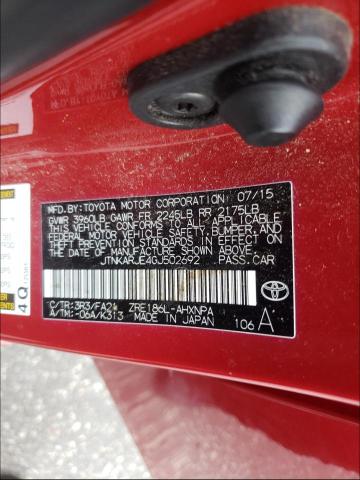 MFD.BY:TOYOTA MOTOR CORPORATION 07/15
GVWR 3960LB GAWR FR 2245LB RR 2175LB
THIS VEHICLE CONFORMS TO ALL APPLICABLE
FEDERAL MOTOR VEHICLE SAFETY, BUMPER, AND
THEFT PREVENTION STANDARDS IN EFFECT ON
THE DATE OF MANUFACTURE SHOWN ABOVE.
JTNKARJE4GJ502692 PASS.CAR
C/TR:3R3/FA21 ZRE186L-AHXNPA
A/TM:-06A/K313 MADE IN JAPAN 106 A
4Q